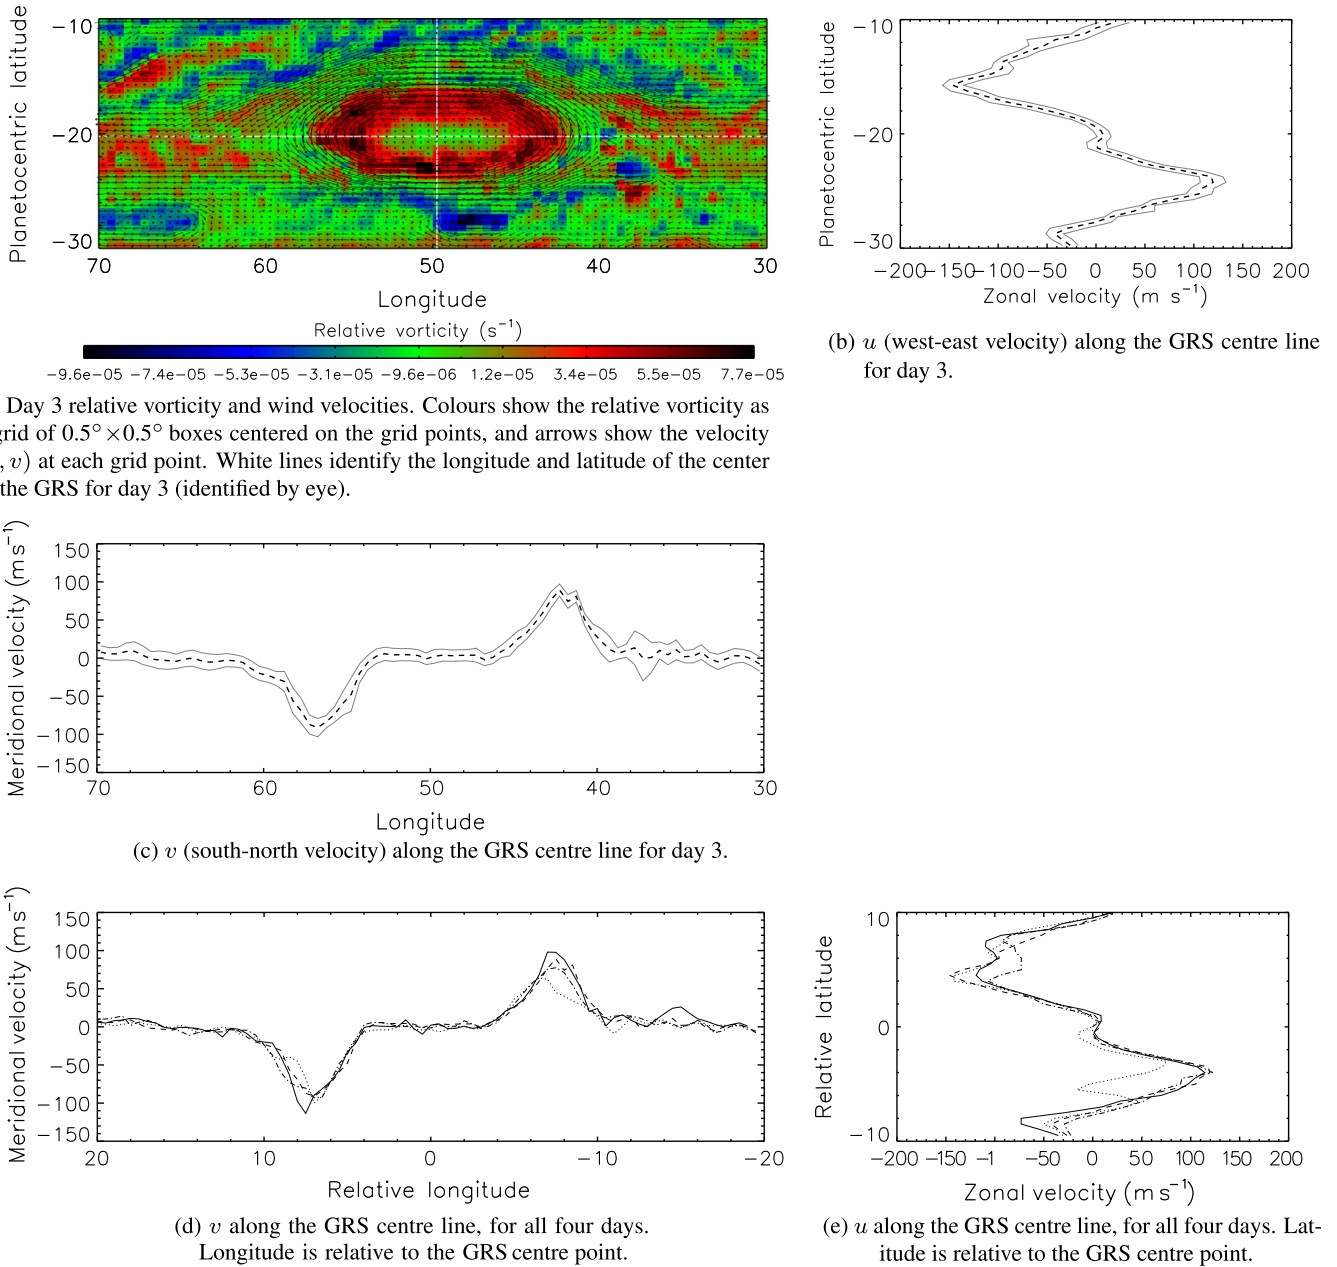 Planetocentric latitude
−10
−20
−30
70 60 50 40 30
Longitude
Relative vorticity (s−1)
−9.6e−05 −7.4e−05 −5.3e−05 −3.1e−05 −9.6e−06 1.2e−05 3.4e−05 5.5e−05 7.7e−05
Day 3 relative vorticity and wind velocities. Colours show the relative vorticity as
grid of 0.5°×0.5° boxes centered on the grid points, and arrows show the velocity
, v) at each grid point. White lines identify the longitude and latitude of the center
the GRS for day 3 (identified by eye).
Planetocentric latitude
−10
−20
−30
−200−150−100−50 0 50 100 150 200
Zonal velocity (m s−1)
(b) u (west-east velocity) along the GRS centre line
for day 3.
Meridional velocity (m s−1)
150
100
50
0
−50
−100
−150
70 60 50 40 30
Longitude
(c) v (south-north velocity) along the GRS centre line for day 3.
Meridional velocity (m s−1)
150
100
50
0
−50
−100
−150
20 10 0 −10 −20
Relative longitude
(d) v along the GRS centre line, for all four days.
Longitude is relative to the GRS centre point.
Relative latitude
10
0
−10
−200 −150 −1 −50 0 50 100 150 200
Zonal velocity (m s−1)
(e) u along the GRS centre line, for all four days. Lat-
itude is relative to the GRS centre point.